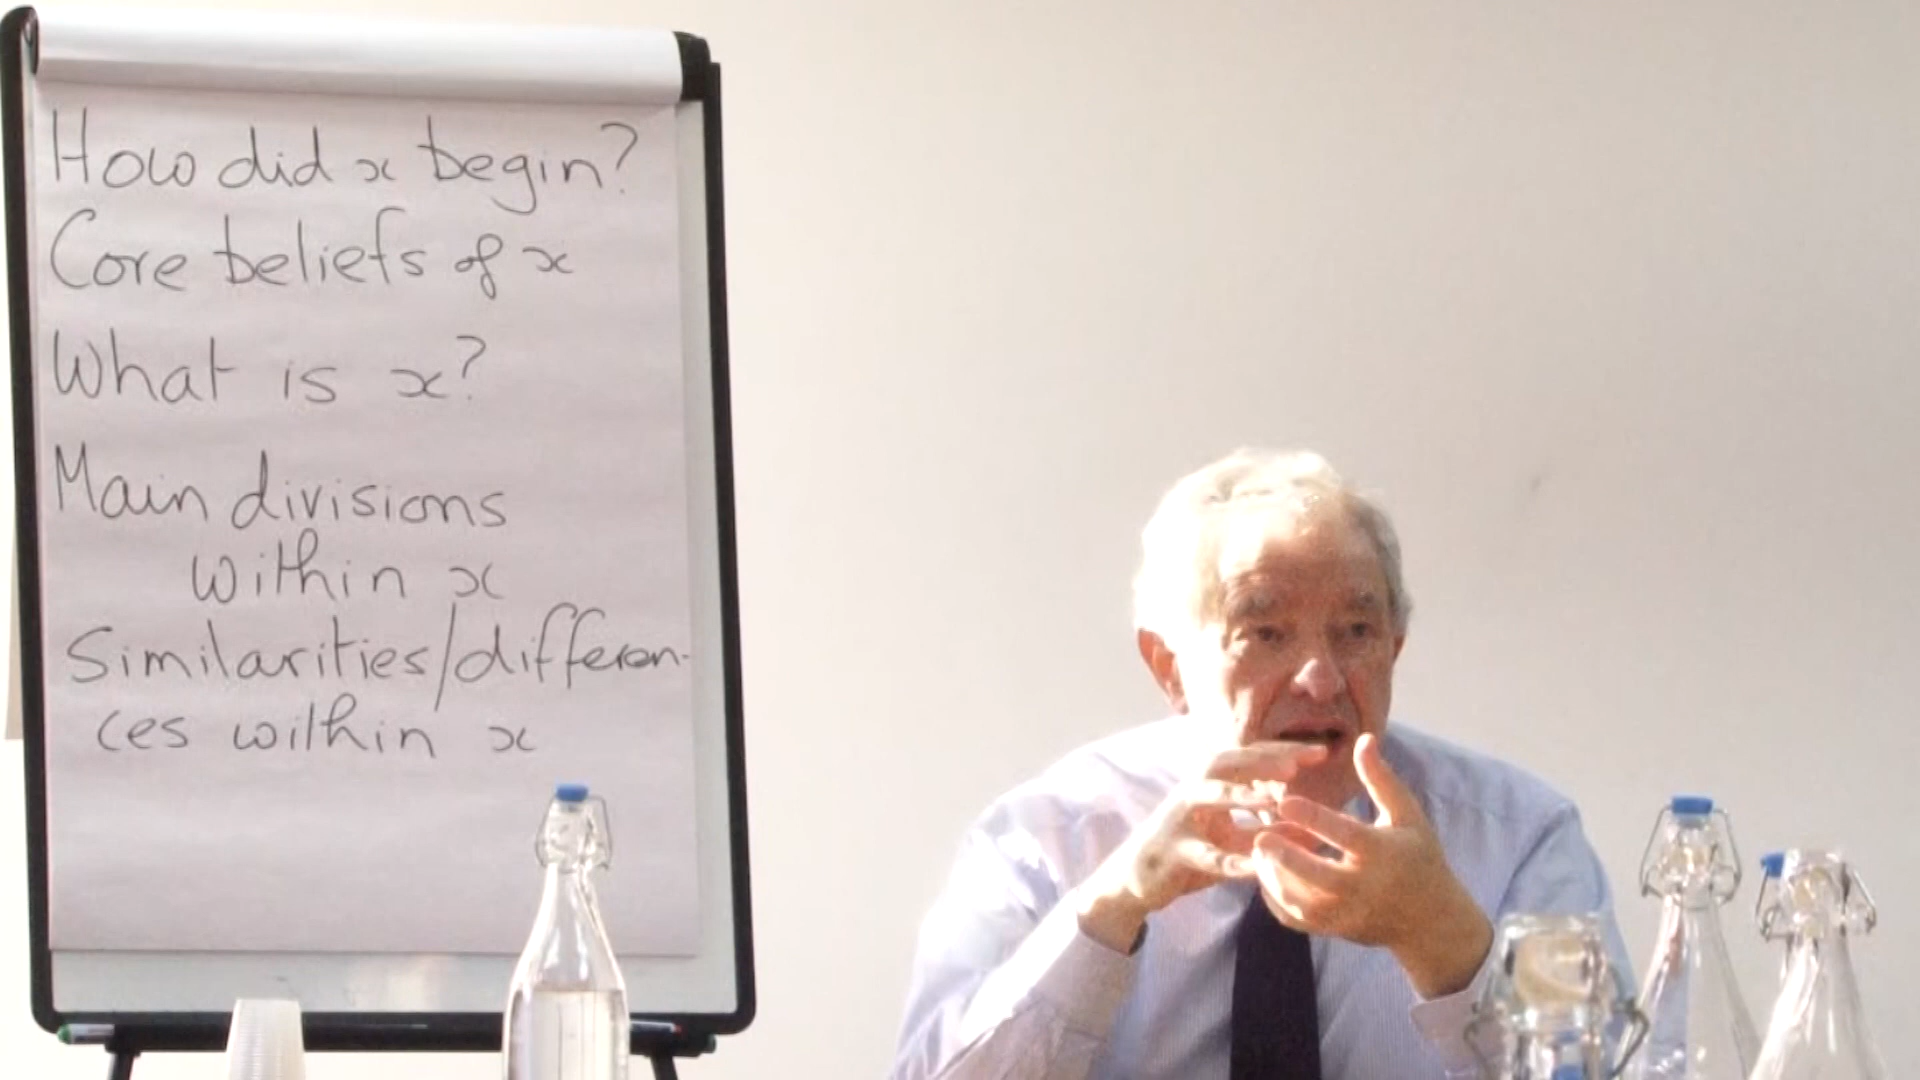 How did x begin?
Core beliefs of x
What is x?
Main divisions
within x
Similarities/differen-
ces within x